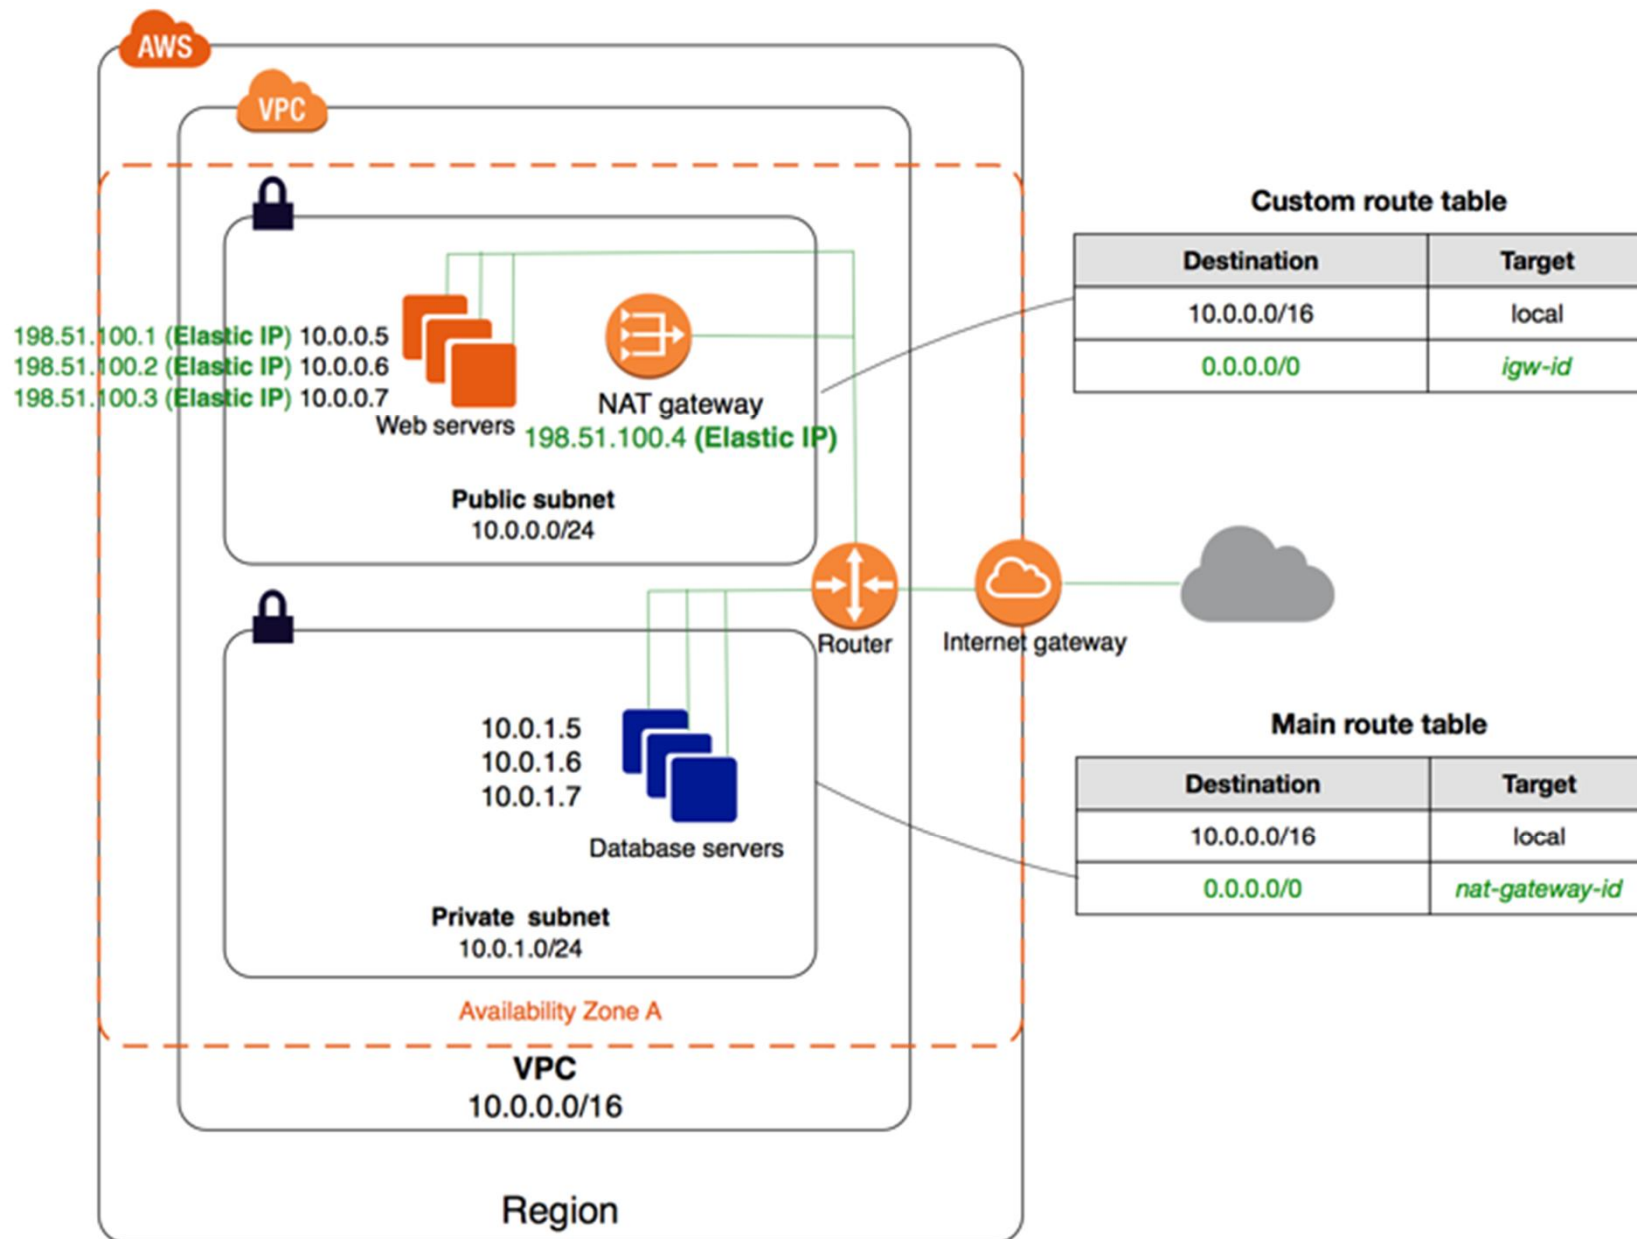 AWS
VPC
198.51.100.1 (Elastic IP) 10.0.0.5
198.51.100.2 (Elastic IP) 10.0.0.6
198.51.100.3 (Elastic IP) 10.0.0.7
Web servers
NAT gateway
198.51.100.4 (Elastic IP)
Public subnet
10.0.0.0/24
Router
Internet gateway
10.0.1.5
10.0.1.6
10.0.1.7
Database servers
Private subnet
10.0.1.0/24
Availability Zone A
VPC
10.0.0.0/16
Region
Custom route table
Destination Target
10.0.0.0/16 local
0.0.0.0/0 igw-id
Main route table
Destination Target
10.0.0.0/16 local
0.0.0.0/0 nat-gateway-id